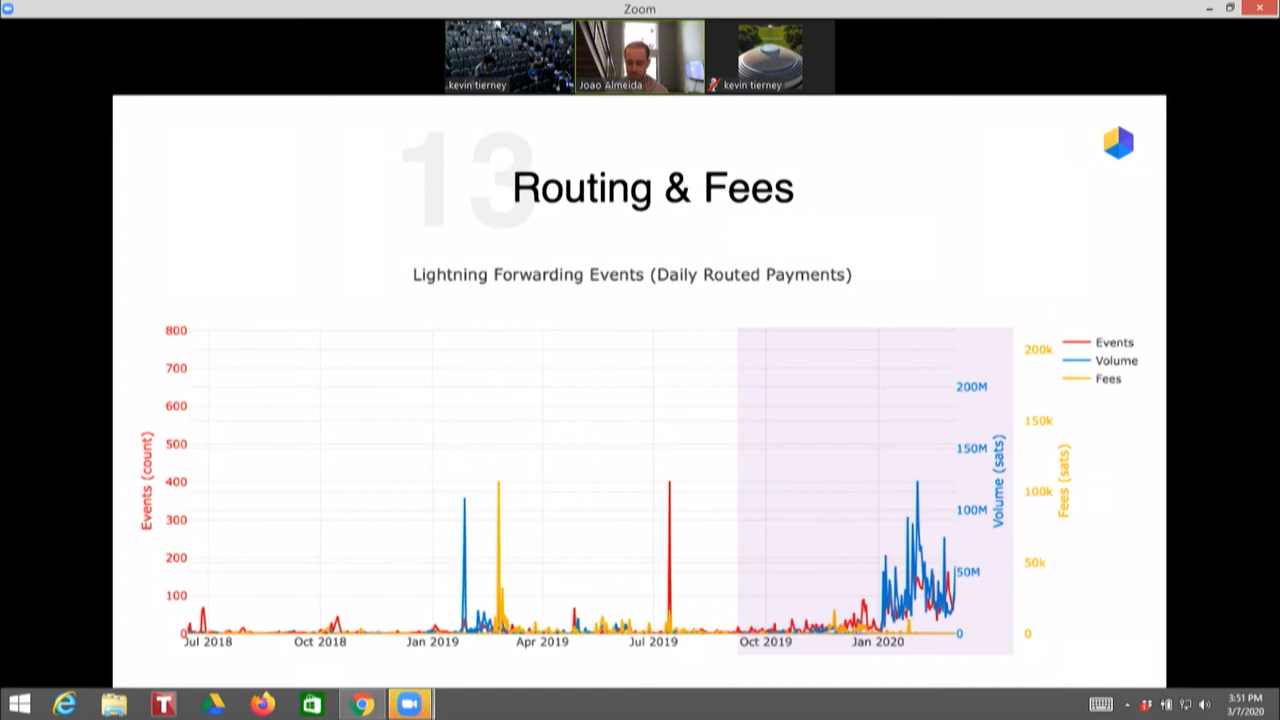 Zoom
kevin tierney
Joao Almeida
kevin tierney
13
Routing & Fees
Lightning Forwarding Events (Daily Routed Payments)
Events (count)
800
700
600
500
400
300
200
100
0
Jul 2018
Oct 2018
Jan 2019
Apr 2019
Jul 2019
Oct 2019
Jan 2020
200M
150M
100M
50M
0
Volume (sats)
200k
150k
100k
50k
0
Fees (sats)
Events
Volume
Fees
T
3:51 PM
3/7/2020